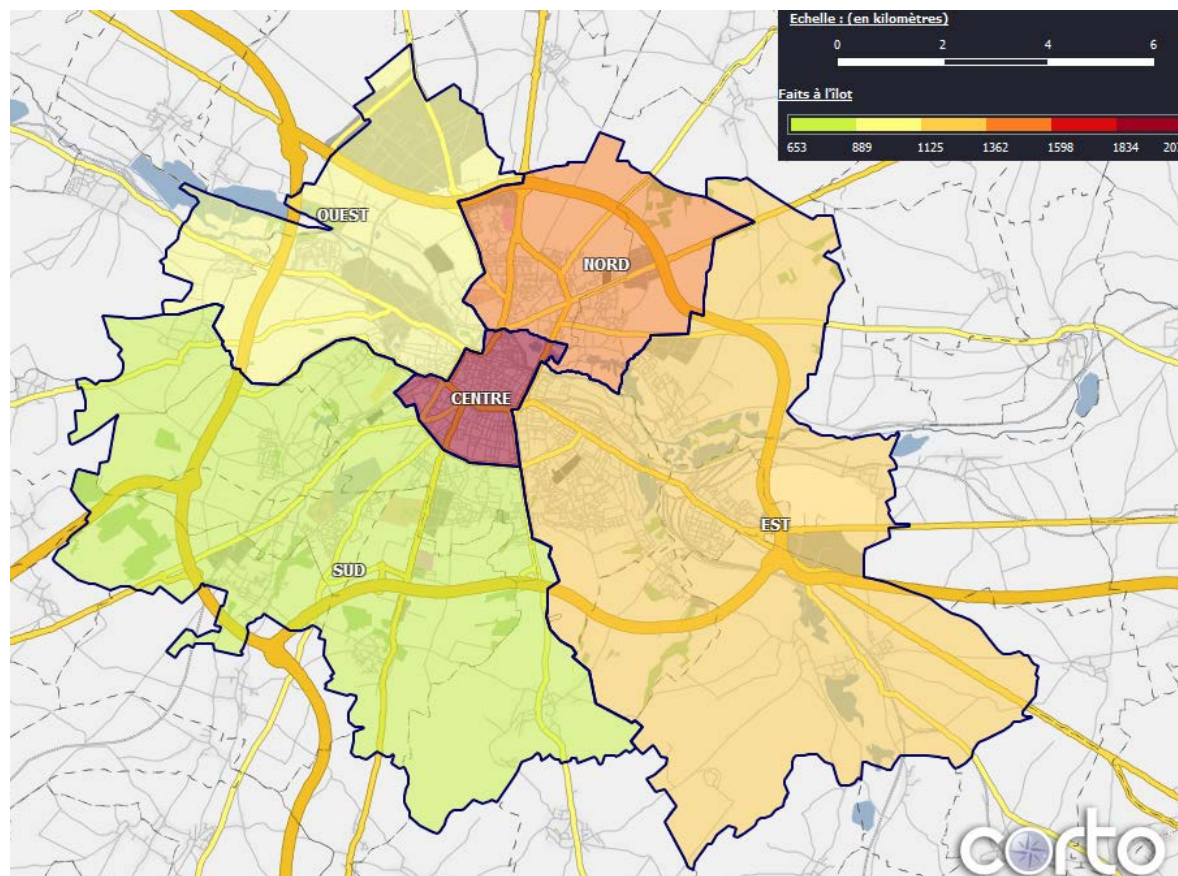 Echelle : (en kilomètres)
0 2 4 6
Faits à l'îlot
653 889 1125 1362 1598 1834
OUEST
NORD
CENTRE
EST
SUD
corto